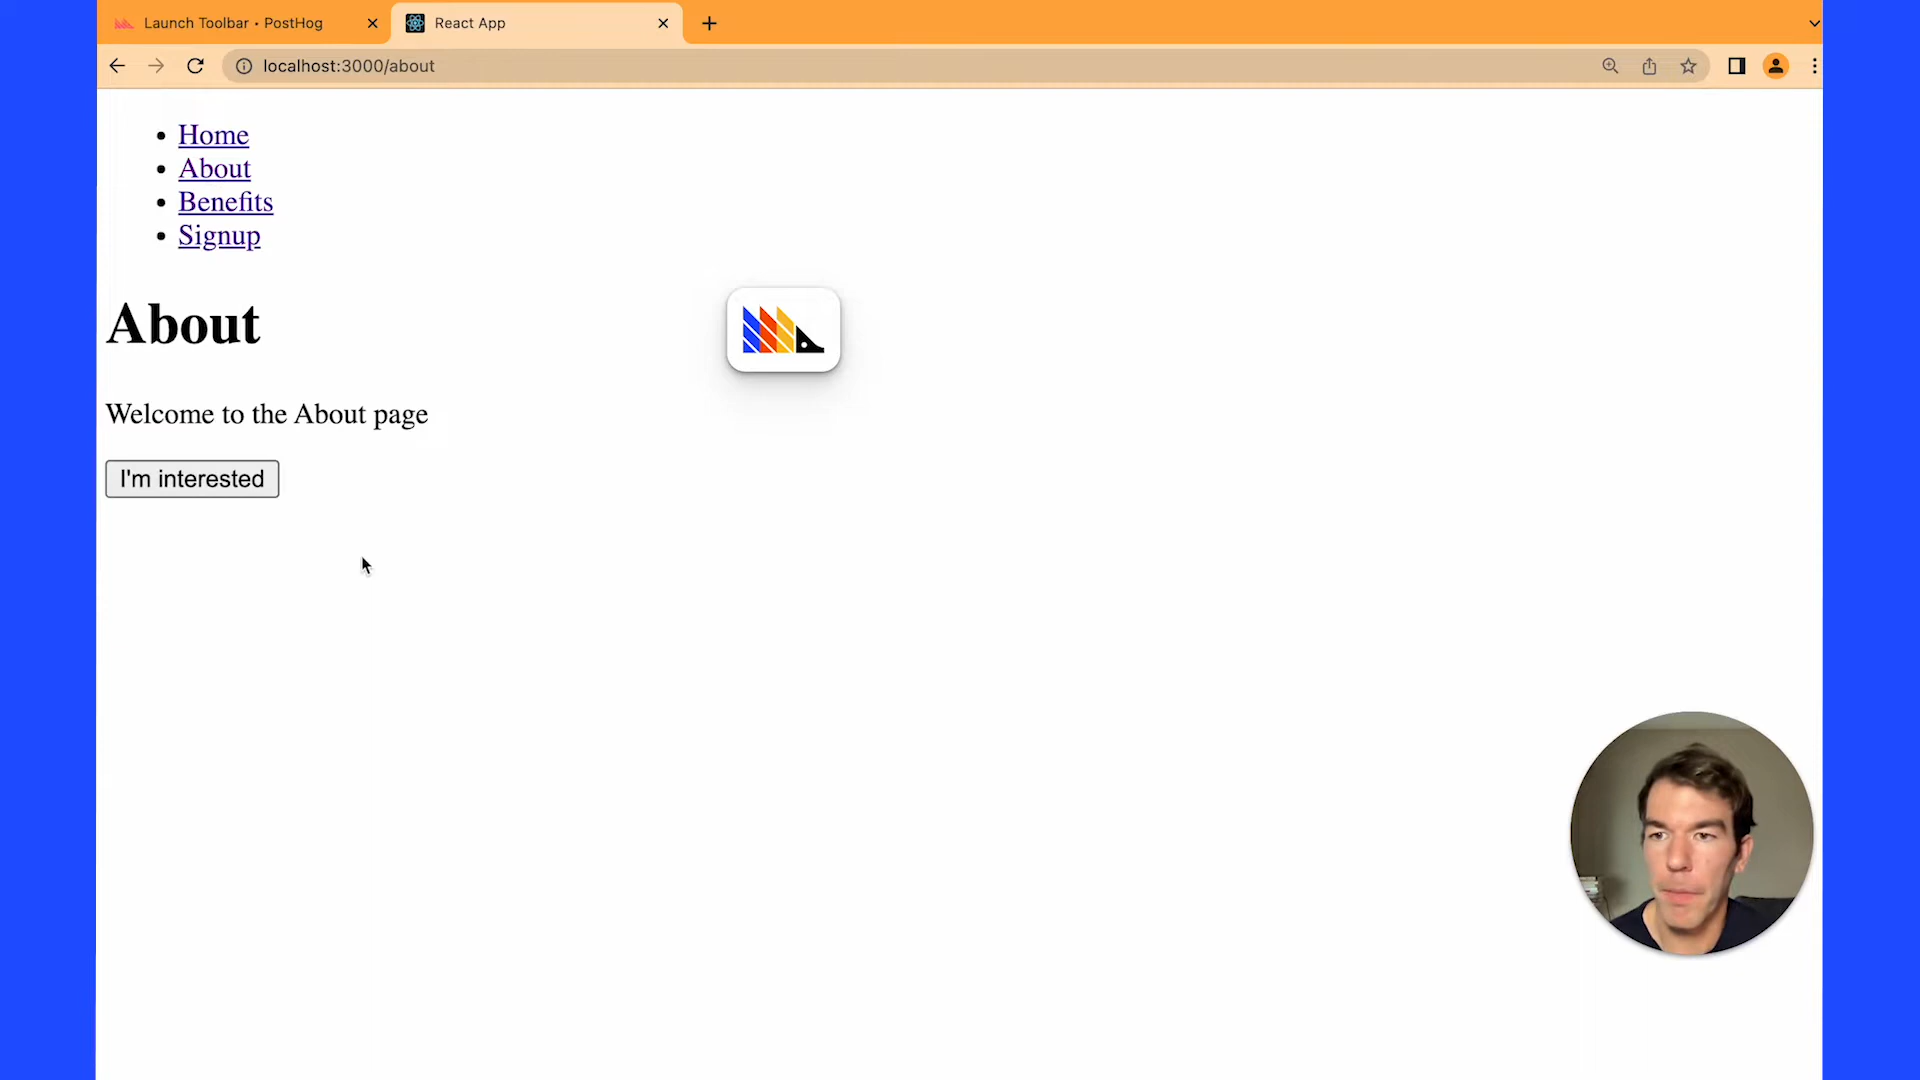 Launch Toolbar • PostHog
React App
localhost:3000/about
Home
About
Benefits
Signup
About
Welcome to the About page
I'm interested